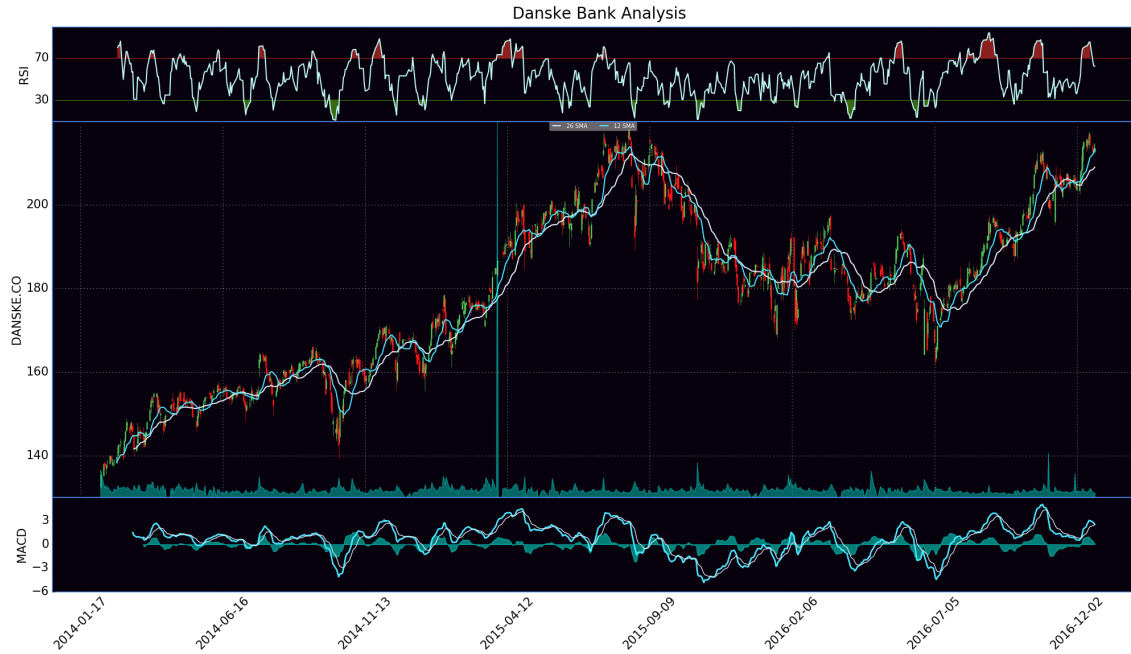 Danske Bank Analysis
RSI
70
30
26 SMA 12 SMA
DANSKE.CO
200
180
160
140
MACD
3
0
−3
−6
2014-01-17 2014-06-16 2014-11-13 2015-04-12 2015-09-09 2016-02-06 2016-07-05 2016-12-02